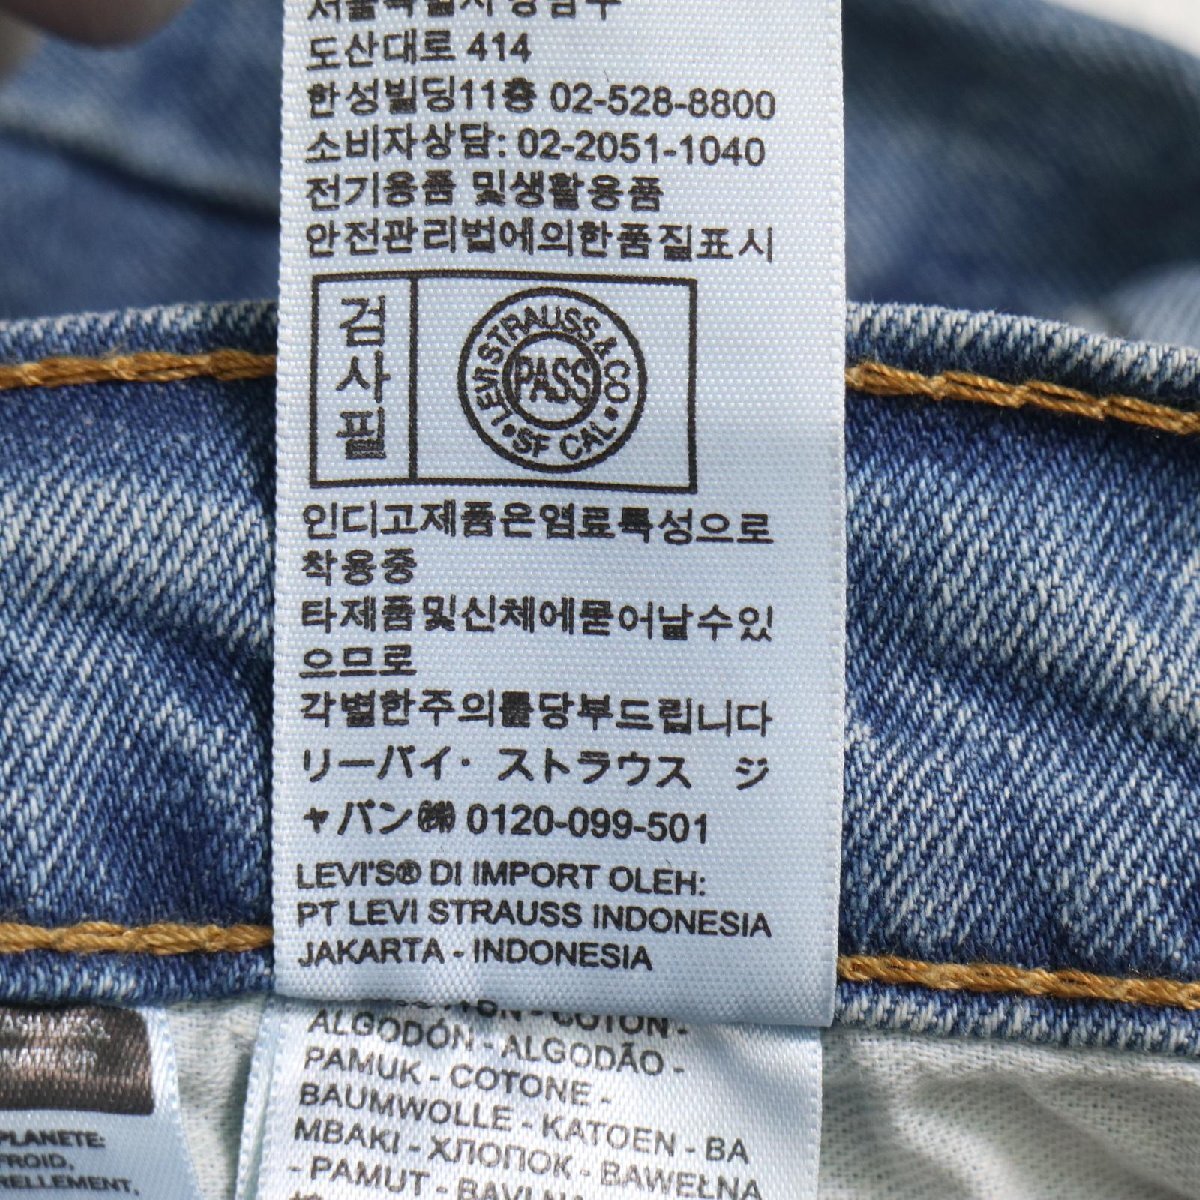 도산대로 414
한성빌딩11층 02-528-8800
소비자상담: 02-2051-1040
전기용품 및생활용품
안전관리법에의한품질표시
검
사
필
LEVI STRAUSS & CO
SF CAL
PASS
인디고제품은염료특성으로
착용중
타제품및신체에묻어날수있
으므로
각별한주의를당부드립니다
リーバイ・ストラウス ジ
ャパン㈱ 0120-099-501
LEVI'S® DI IMPORT OLEH:
PT LEVI STRAUSS INDONESIA
JAKARTA - INDONESIA
- COTON -
ALGODÓN - ALGODÃO -
PAMUK - COTONE -
BAUMWOLLE - KATOEN - BA
MBAKI - ХЛОПОК - BAWEŁNA
- PAMUT - BAVLNA
PLANETE:
FROID,